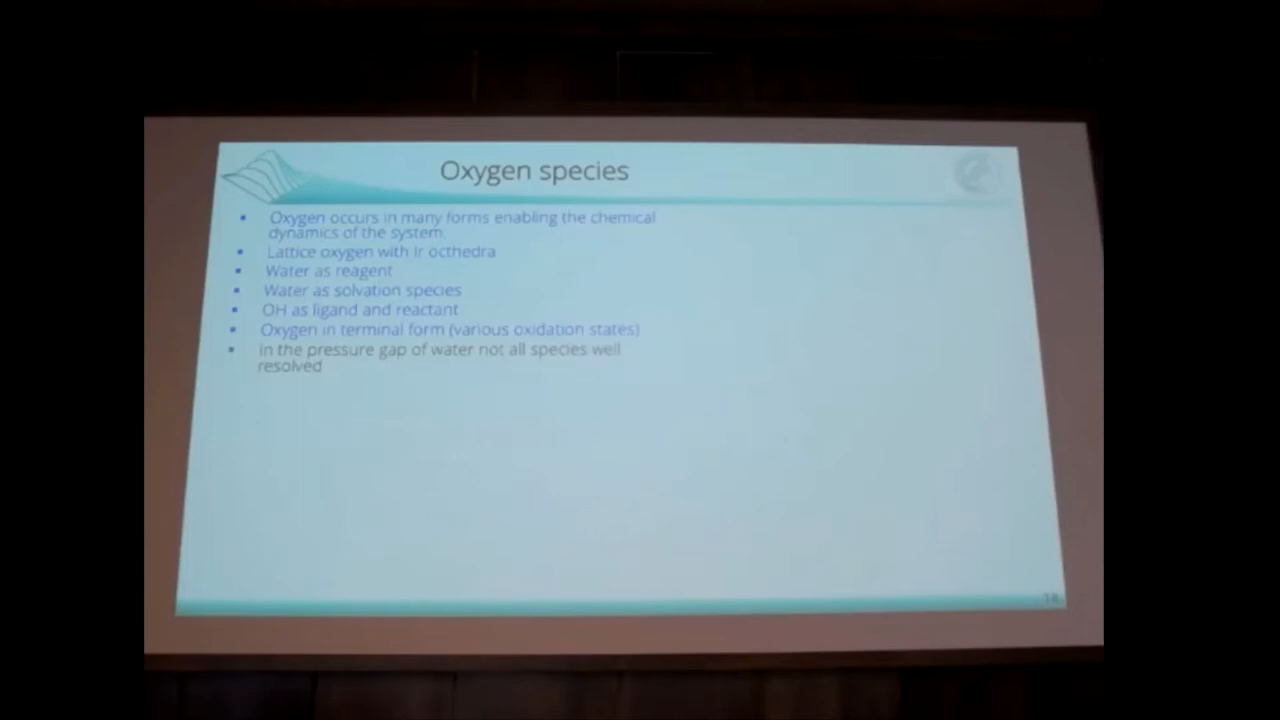 Oxygen species
▪ Oxygen occurs in many forms enabling the chemical
dynamics of the system
▪ Lattice oxygen with Ir octhedra
▪ Water as reagent
▪ Water as solvation species
▪ OH as ligand and reactant
▪ Oxygen in terminal form (various oxidation states)
▪ In the pressure gap of water not all species well
resolved